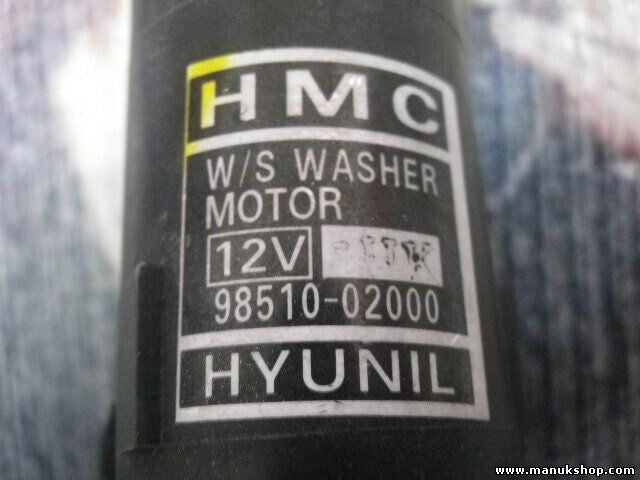 HMC
W/S WASHER
MOTOR
12V
98510-02000
HYUNIL
www.manukshop.com